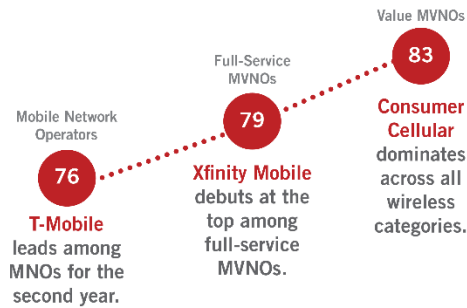 Mobile Network
Operators
76
T-Mobile
leads among
MNOs for the
second year.
Full-Service
MVNOs
79
Xfinity Mobile
debuts at the
top among
full-service
MVNOs.
Value MVNOs
83
Consumer
Cellular
dominates
across all
wireless
categories.